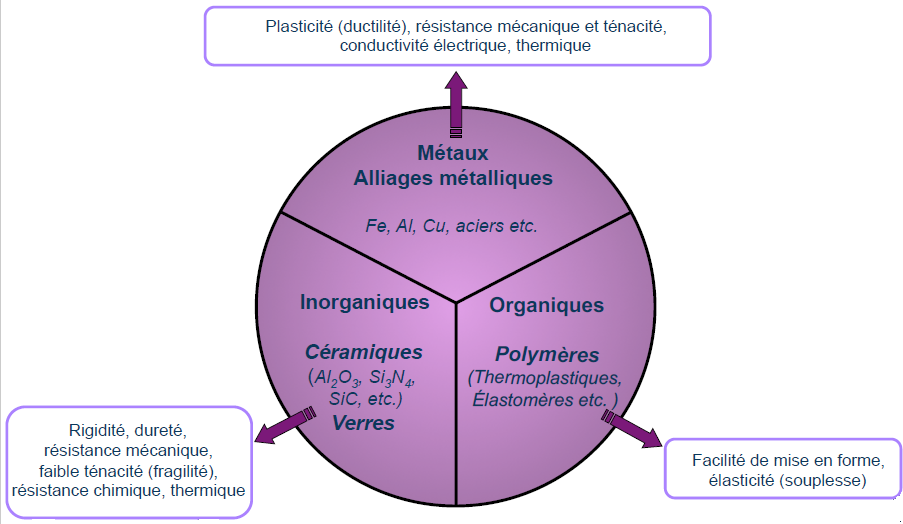 Plasticité (ductilité), résistance mécanique et ténacité,
conductivité électrique, thermique
Métaux
Alliages métalliques
Fe, Al, Cu, aciers etc.
Inorganiques
Céramiques
(Al₂O₃, Si₃N₄,
SiC, etc.)
Verres
Organiques
Polymères
(Thermoplastiques,
Élastomères etc. )
Rigidité, dureté,
résistance mécanique,
faible ténacité (fragilité),
résistance chimique, thermique
Facilité de mise en forme,
élasticité (souplesse)